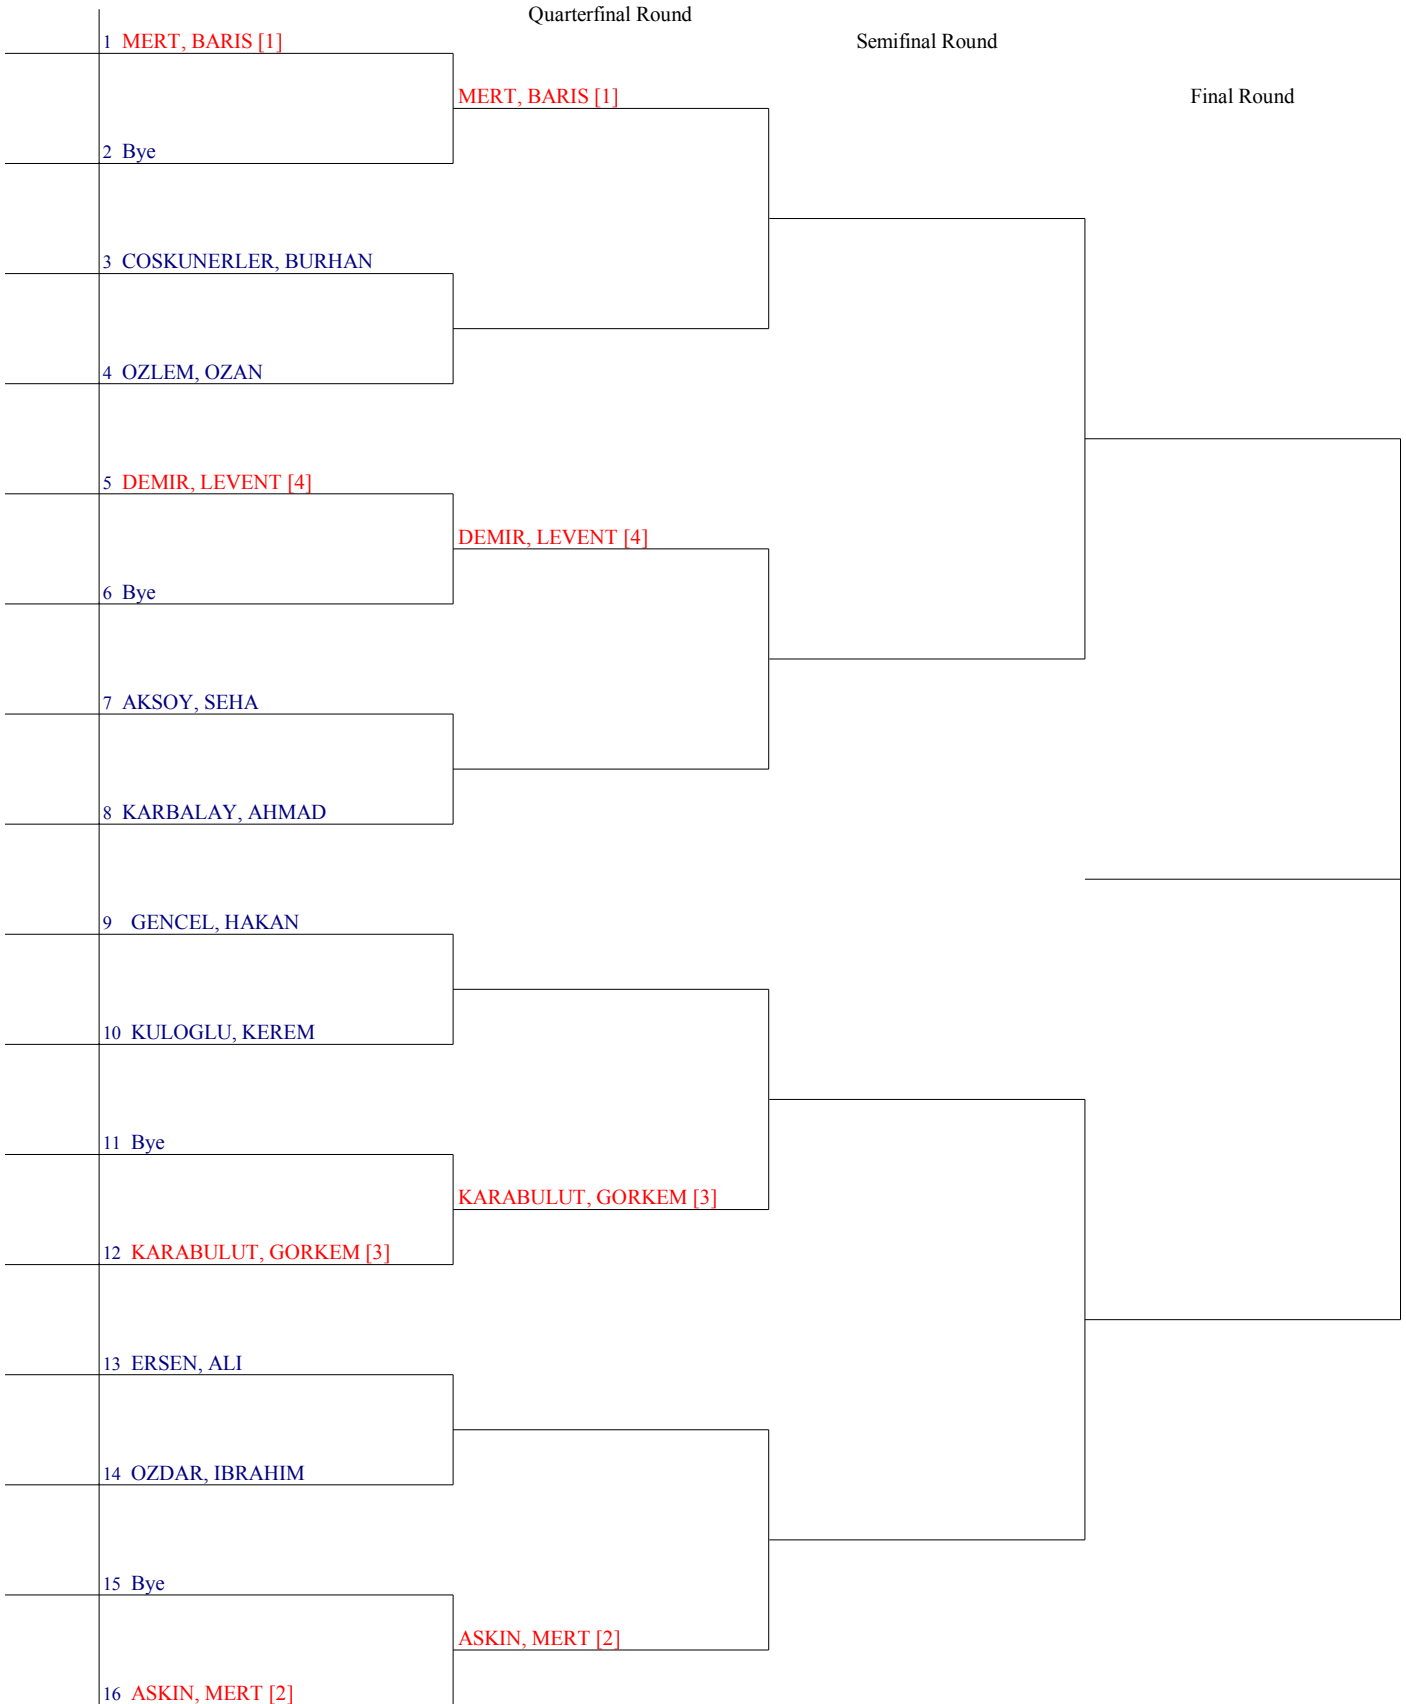 Quarterfinal Round
Semifinal Round
Final Round
1 MERT, BARIS [1]
MERT, BARIS [1]
2 Bye
3 COSKUNERLER, BURHAN
4 OZLEM, OZAN
5 DEMIR, LEVENT [4]
DEMIR, LEVENT [4]
6 Bye
7 AKSOY, SEHA
8 KARBALAY, AHMAD
9 GENCEL, HAKAN
10 KULOGLU, KEREM
11 Bye
KARABULUT, GORKEM [3]
12 KARABULUT, GORKEM [3]
13 ERSEN, ALI
14 OZDAR, IBRAHIM
15 Bye
ASKIN, MERT [2]
16 ASKIN, MERT [2]